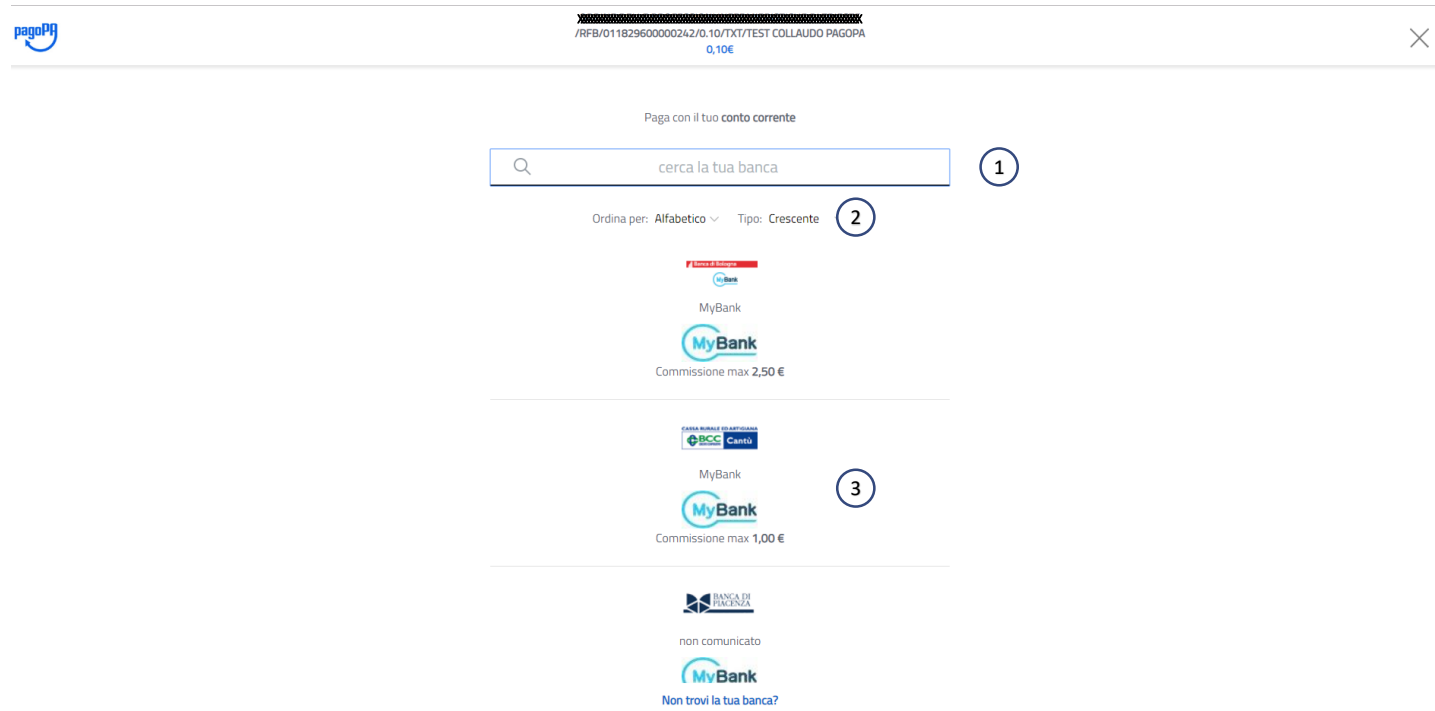 pagoPA
/RFB/011829600000242/0.10/TXT/TEST COLLAUDO PAGOPA
0,10€
Paga con il tuo conto corrente
cerca la tua banca
1
Ordina per: Alfabetico Tipo: Crescente
2
Banca di Bologna
MyBank
MyBank
MyBank
Commissione max 2,50 €
CASSA RURALE ED ARTIGIANA
BCC Cantù
MyBank
3
MyBank
Commissione max 1,00 €
BANCA DI
PIACENZA
non comunicato
MyBank
Non trovi la tua banca?